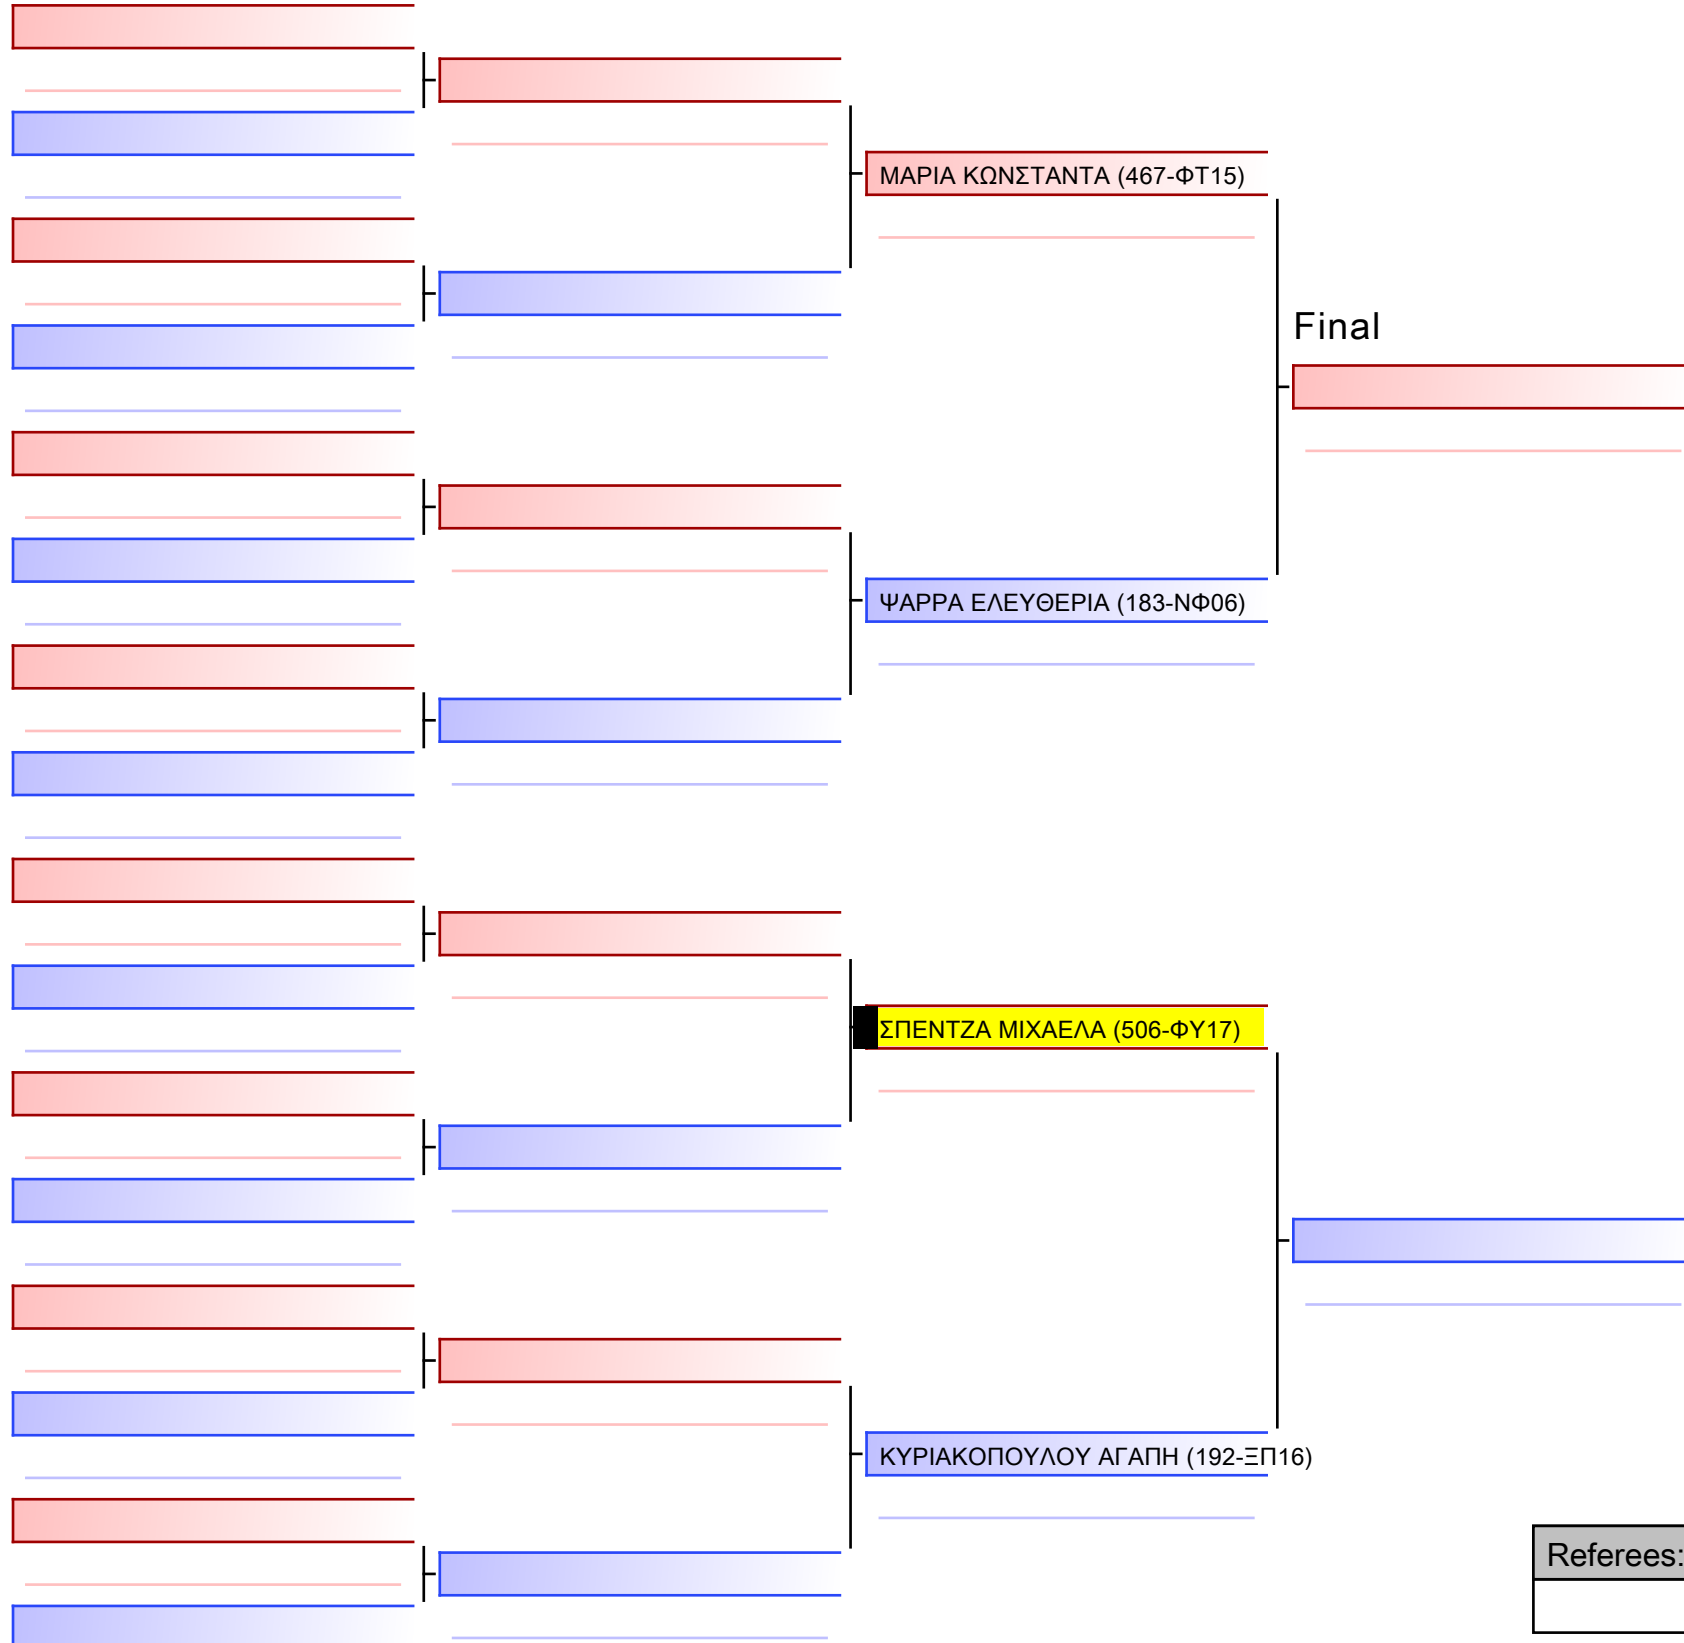 ΜΑΡΙΑ ΚΩΝΣΤΑΝΤΑ (467-ΦΤ15)
Final
ΨΑΡΡΑ ΕΛΕΥΘΕΡΙΑ (183-ΝΦ06)
ΣΠΕΝΤΖΑ ΜΙΧΑΕΛΑ (506-ΦΥ17)
ΚΥΡΙΑΚΟΠΟΥΛΟΥ ΑΓΑΠΗ (192-ΞΠ16)
Referees: